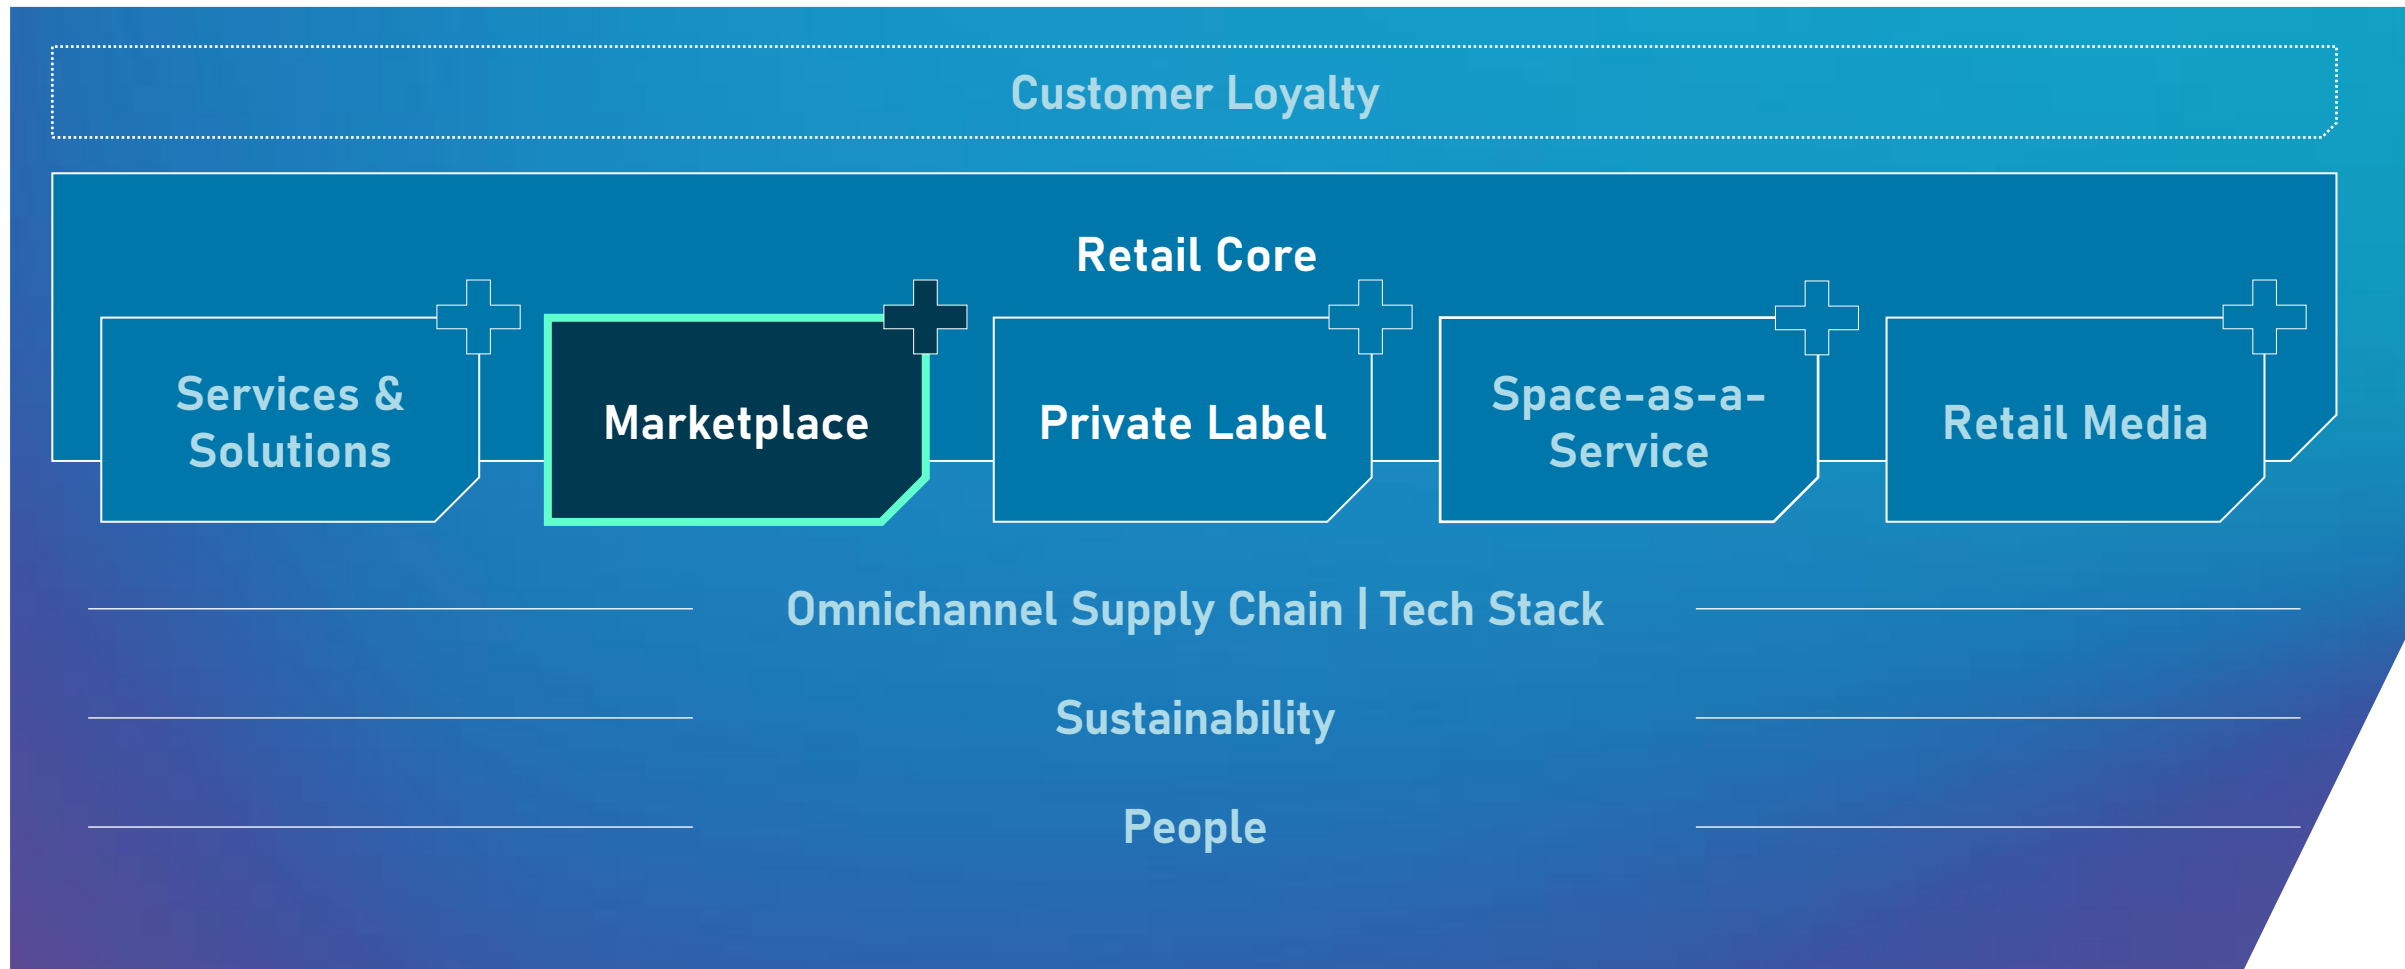 Customer Loyalty
Retail Core
Services &
Solutions
Marketplace
Private Label
Space-as-a-
Service
Retail Media
Omnichannel Supply Chain | Tech Stack
Sustainability
People